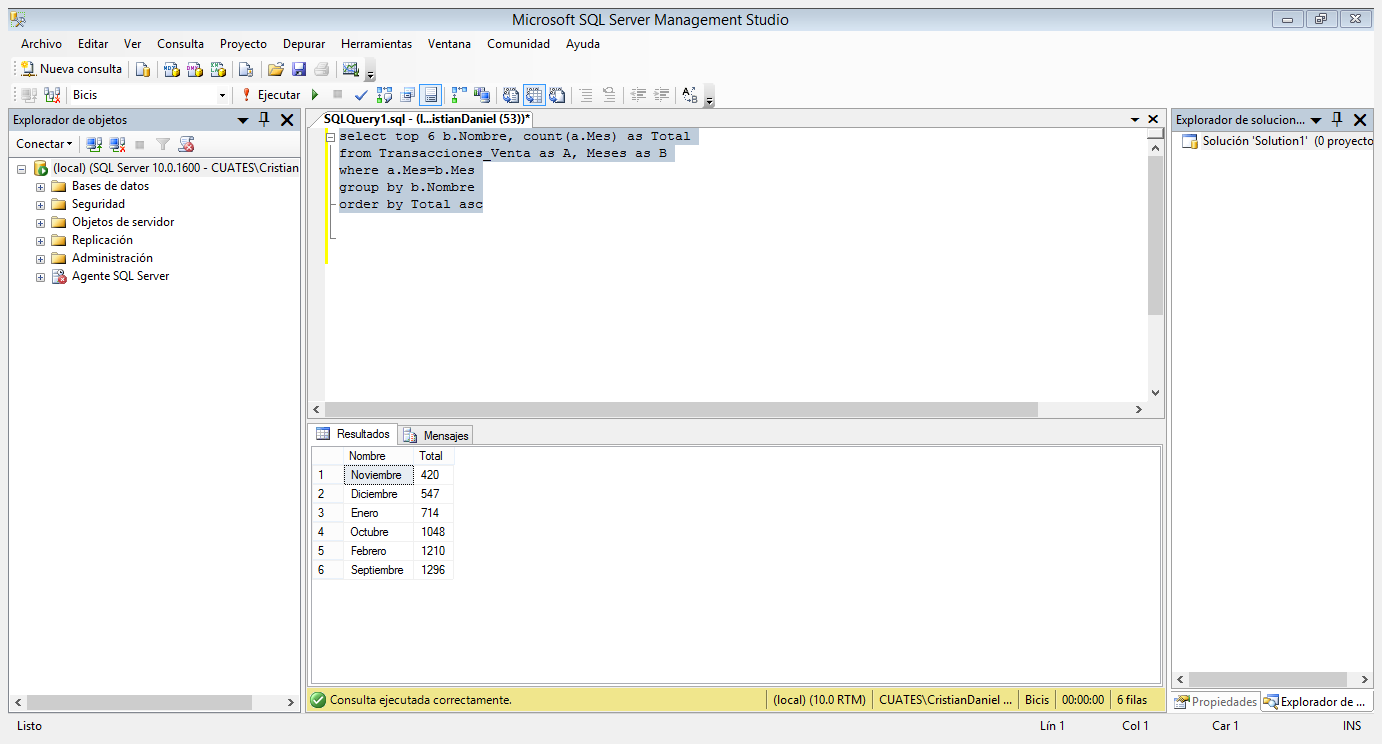 Microsoft SQL Server Management Studio
Archivo Editar Ver Consulta Proyecto Depurar Herramientas Ventana Comunidad Ayuda
Nueva consulta
Bicis Ejecutar
Explorador de objetos
Conectar
(local) (SQL Server 10.0.1600 - CUATES\Cristian
Bases de datos
Seguridad
Objetos de servidor
Replicación
Administración
Agente SQL Server
SQLQuery1.sql - (l...istianDaniel (53))*
select top 6 b.Nombre, count(a.Mes) as Total
from Transacciones_Venta as A, Meses as B
where a.Mes=b.Mes
group by b.Nombre
order by Total asc
Resultados Mensajes
Nombre Total
1 Noviembre 420
2 Diciembre 547
3 Enero 714
4 Octubre 1048
5 Febrero 1210
6 Septiembre 1296
Consulta ejecutada correctamente. (local) (10.0 RTM) CUATES\CristianDaniel ... Bicis 00:00:00 6 filas
Explorador de solucion...
Solución 'Solution1' (0 proyecto
Propiedades Explorador de ...
Listo Lín 1 Col 1 Car 1 INS